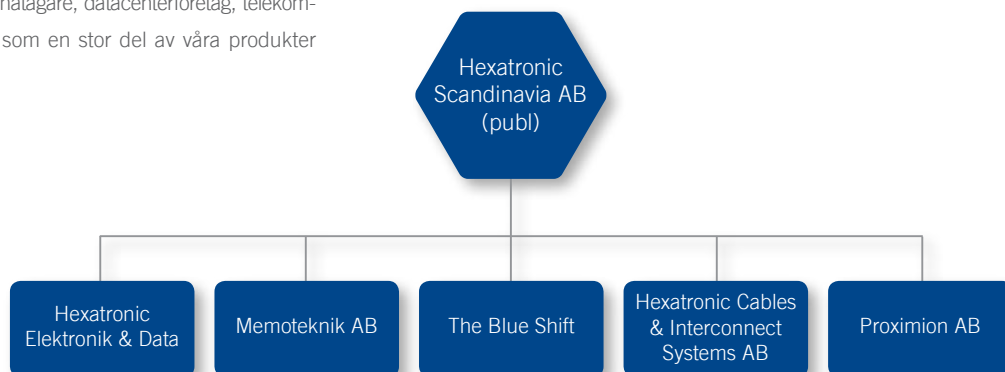 datacenterföretag, telekom-
som en stor del av våra produkter
Hexatronic
Scandinavia AB
(publ)
Hexatronic
Elektronik & Data
Memoteknik AB
The Blue Shift
Hexatronic Cables
& Interconnect
Systems AB
Proximion AB